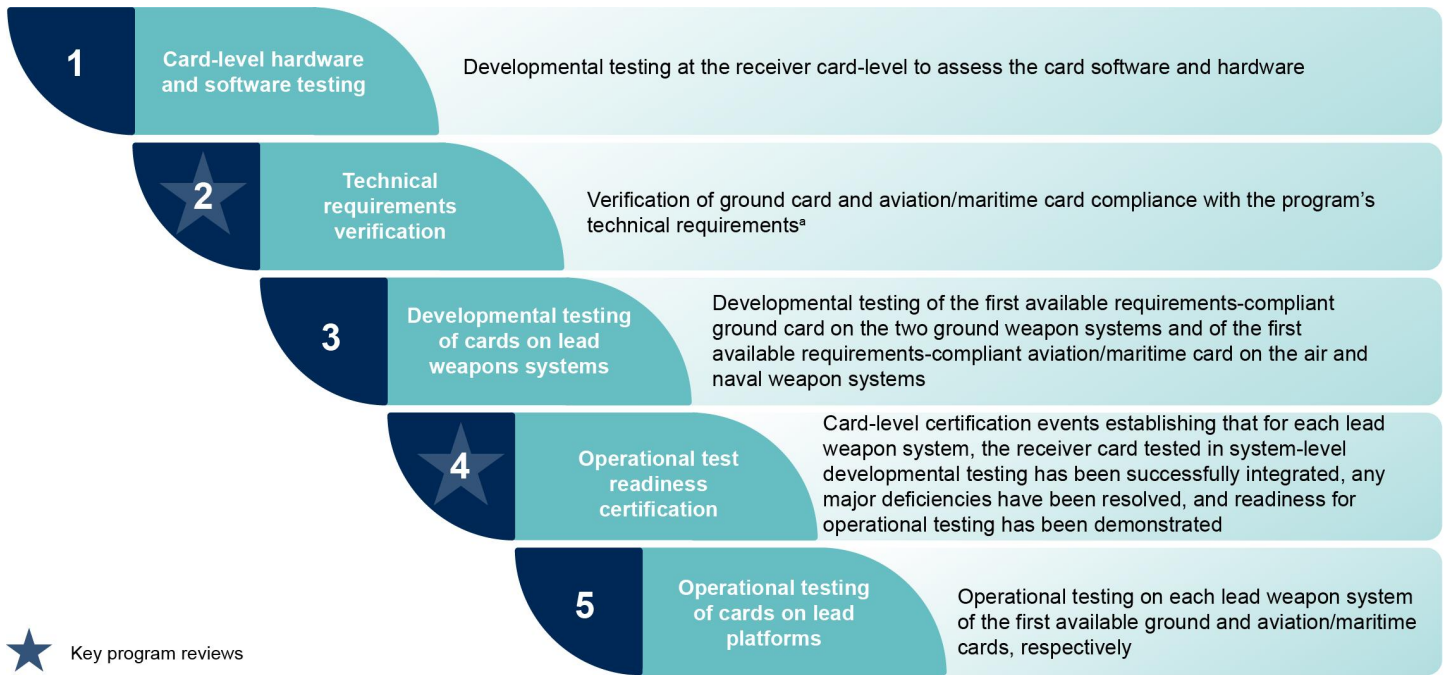 1
Card-level hardware
and software testing
Developmental testing at the receiver card-level to assess the card software and hardware
2
Technical
requirements
verification
Verification of ground card and aviation/maritime card compliance with the program’s
technical requirementsª
3
Developmental testing
of cards on lead
weapons systems
Developmental testing of the first available requirements-compliant
ground card on the two ground weapon systems and of the first
available requirements-compliant aviation/maritime card on the air and
naval weapon systems
4
Operational test
readiness
certification
Card-level certification events establishing that for each lead
weapon system, the receiver card tested in system-level
developmental testing has been successfully integrated, any
major deficiencies have been resolved, and readiness for
operational testing has been demonstrated
5
Operational testing
of cards on lead
platforms
Operational testing on each lead weapon system
of the first available ground and aviation/maritime
cards, respectively
Key program reviews